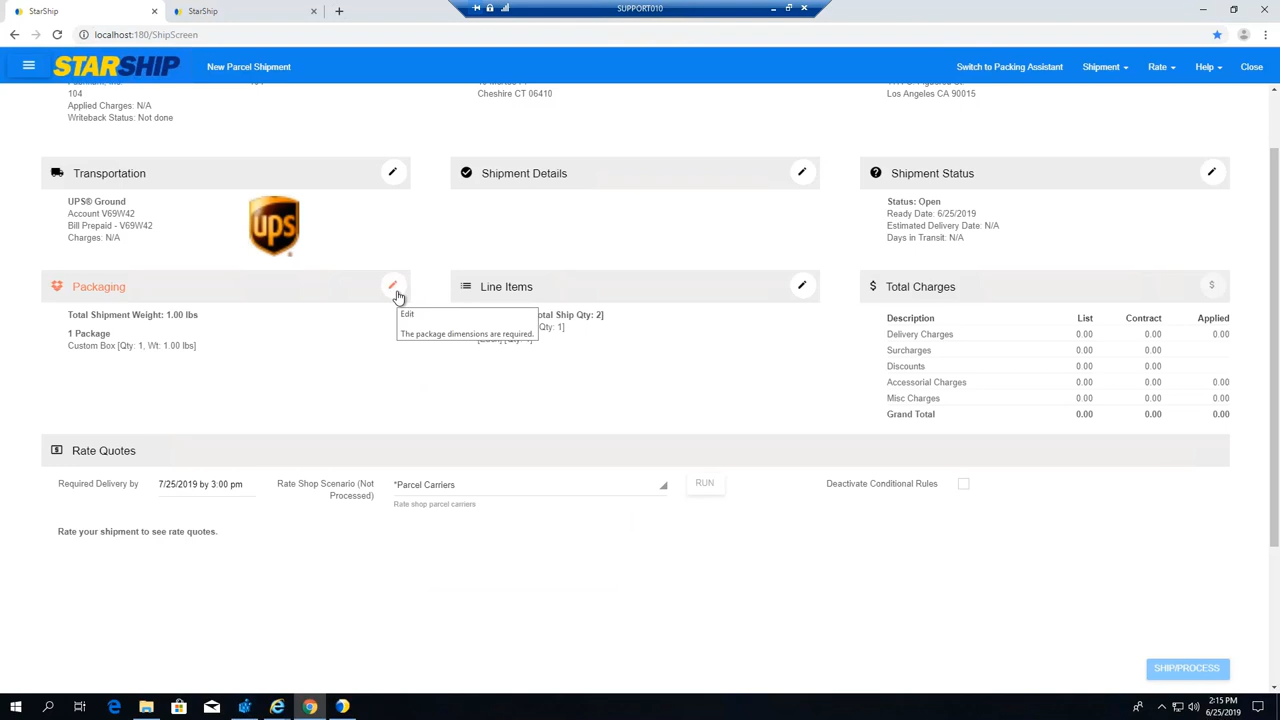 StarShip
StarShip
SUPPORT010
localhost:180/ShipScreen
STARSHIP
New Parcel Shipment
Switch to Packing Assistant
Shipment
Rate
Help
Close
104
Applied Charges: N/A
Writeback Status: Not done
Cheshire CT 06410
Los Angeles CA 90015
Transportation
UPS® Ground
Account V69W42
Bill Prepaid - V69W42
Charges: N/A
ups
Shipment Details
Shipment Status
Status: Open
Ready Date: 6/25/2019
Estimated Delivery Date: N/A
Days in Transit: N/A
Packaging
Total Shipment Weight: 1.00 lbs
1 Package
Custom Box [Qty: 1, Wt: 1.00 lbs]
Edit
The package dimensions are required.
Line Items
otal Ship Qty: 2]
[Qty: 1]
Total Charges
Description List Contract Applied
Delivery Charges 0.00 0.00 0.00
Surcharges 0.00 0.00
Discounts 0.00 0.00
Accessorial Charges 0.00 0.00 0.00
Misc Charges 0.00 0.00 0.00
Grand Total 0.00 0.00 0.00
Rate Quotes
Required Delivery by 7/25/2019 by 3:00 pm
Rate Shop Scenario (Not
Processed)
*Parcel Carriers
Rate shop parcel carriers
RUN
Deactivate Conditional Rules
Rate your shipment to see rate quotes.
SHIP/PROCESS
2:15 PM
6/25/2019